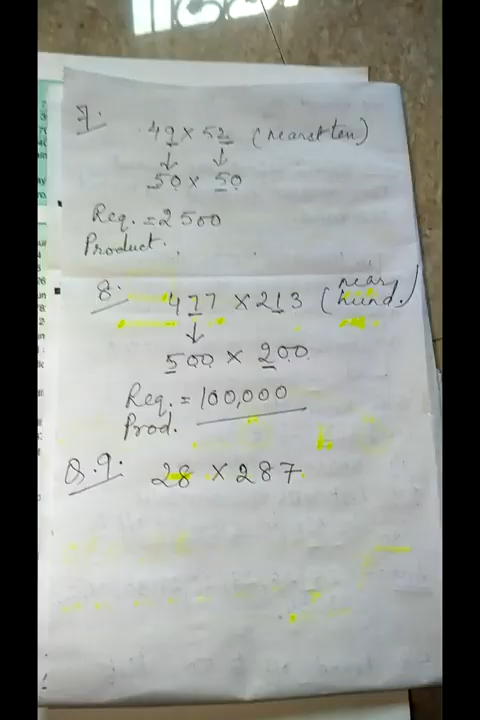 7.
49 × 52 (nearest ten)
↓ ↓
50 × 50
Req. = 2500
Product.
8. 477 × 213 (near hund.)
↓
500 × 200
Req. = 100,000
Prod.
Q.9. 28 × 287